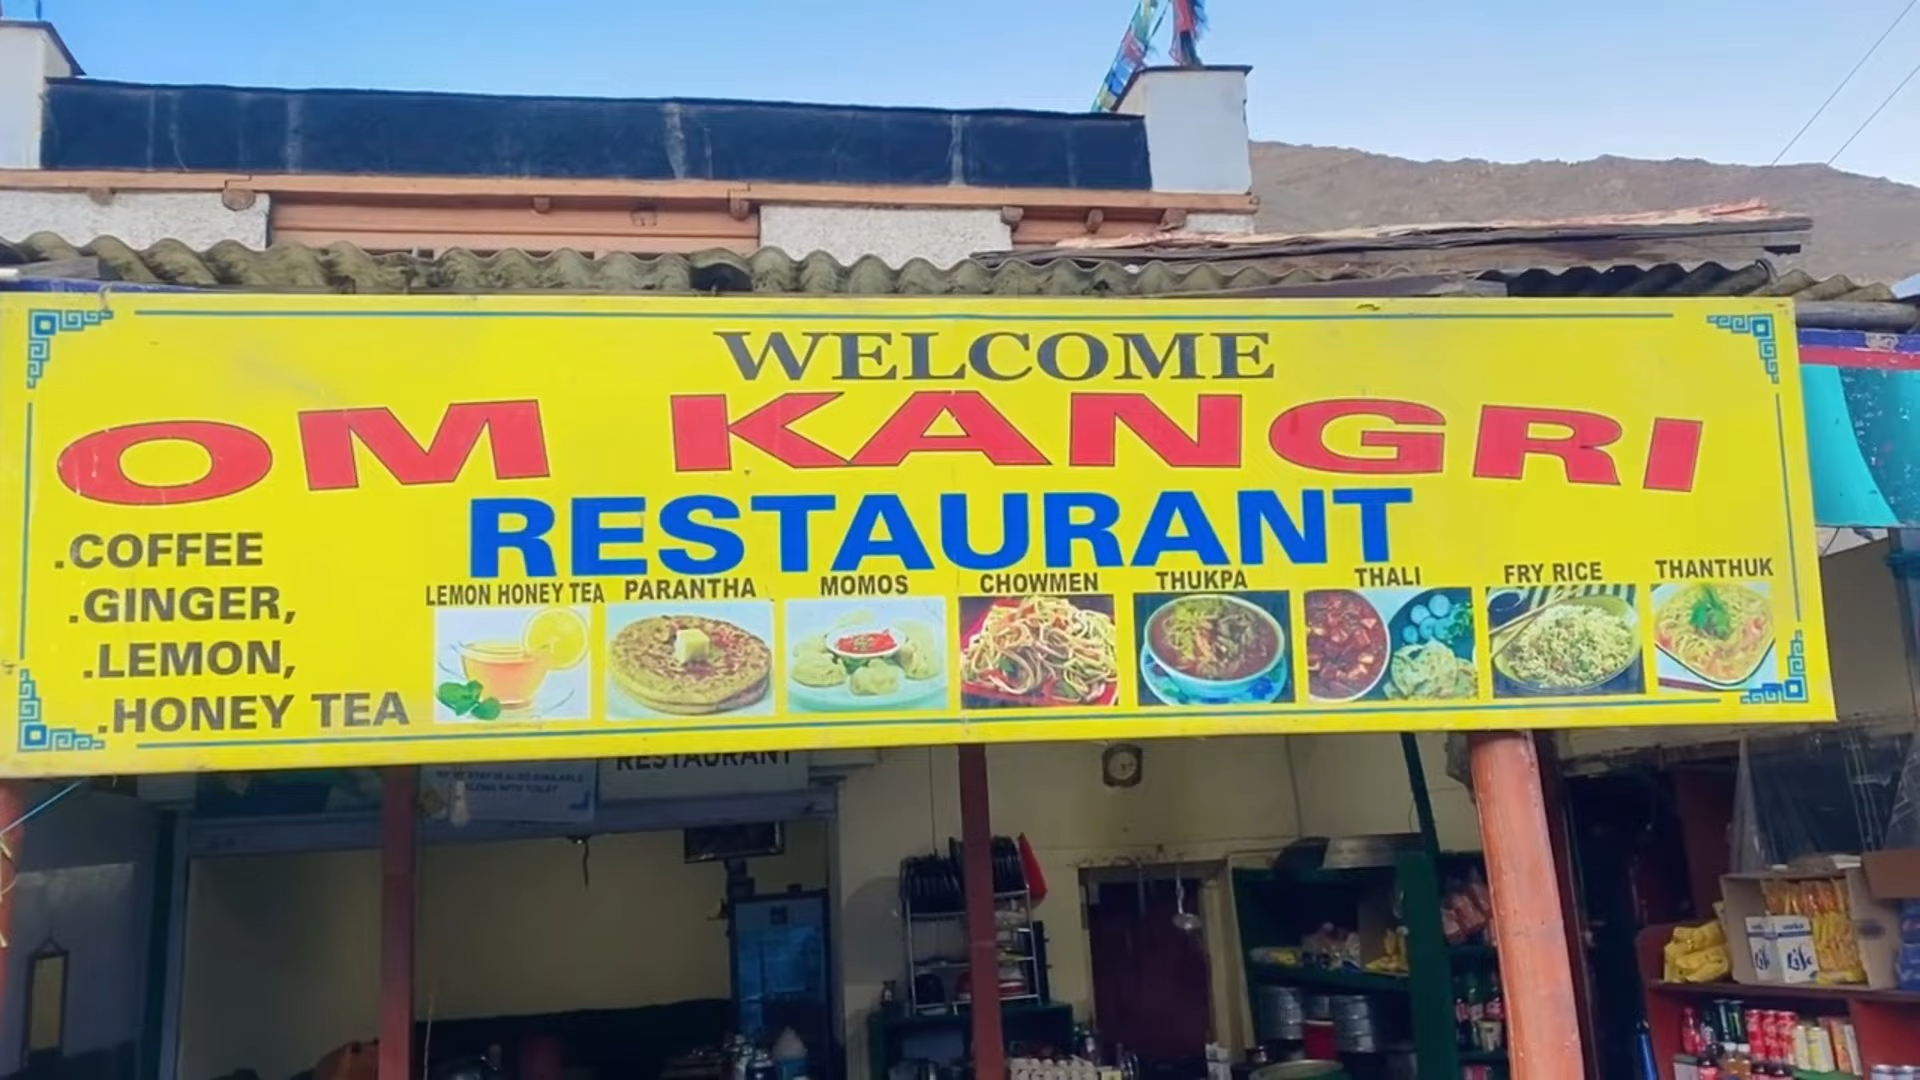 WELCOME
OM KANGRI
RESTAURANT
.COFFEE
.GINGER,
.LEMON,
.HONEY TEA
LEMON HONEY TEA PARANTHA MOMOS CHOWMEN THUKPA THALI FRY RICE THANTHUK
RESTAURANT